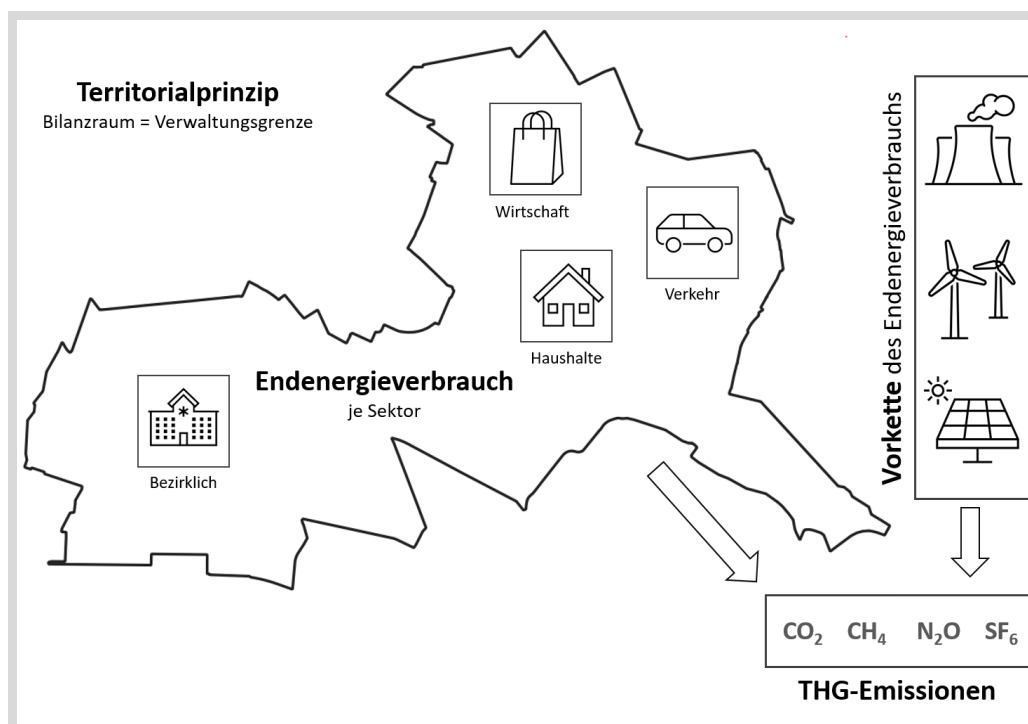 Territorialprinzip
Bilanzraum = Verwaltungsgrenze
Wirtschaft
Verkehr
Haushalte
Endenergieverbrauch
je Sektor
Bezirklich
Vorkette des Endenergieverbrauchs
CO₂ CH₄ N₂O SF₆
THG-Emissionen